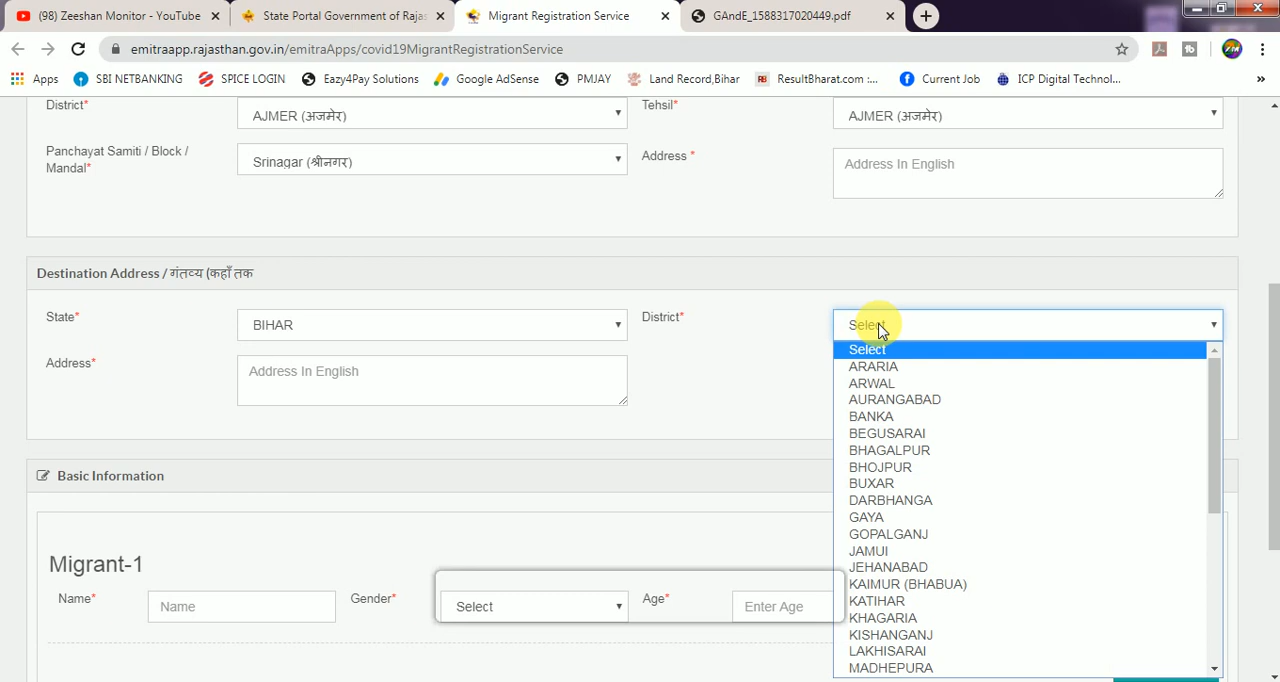 (98) Zeeshan Monitor - YouTube
State Portal Government of Rajas
Migrant Registration Service
GAndE_1588317020449.pdf
emitraapp.rajasthan.gov.in/emitraApps/covid19MigrantRegistrationService
Apps
SBI NETBANKING
SPICE LOGIN
Eazy4Pay Solutions
Google AdSense
PMJAY
Land Record,Bihar
ResultBharat.com :...
Current Job
ICP Digital Technol...
District*
AJMER (अजमेर)
Tehsil*
AJMER (अजमेर)
Panchayat Samiti / Block /
Mandal*
Srinagar (श्रीनगर)
Address *
Address In English
Destination Address / गंतव्य (कहाँ तक
State*
BIHAR
District*
Select
Address*
Address In English
Select
ARARIA
ARWAL
AURANGABAD
BANKA
BEGUSARAI
BHAGALPUR
BHOJPUR
BUXAR
DARBHANGA
GAYA
GOPALGANJ
JAMUI
JEHANABAD
KAIMUR (BHABUA)
KATIHAR
KHAGARIA
KISHANGANJ
LAKHISARAI
MADHEPURA
Basic Information
Migrant-1
Name*
Name
Gender*
Select
Age*
Enter Age